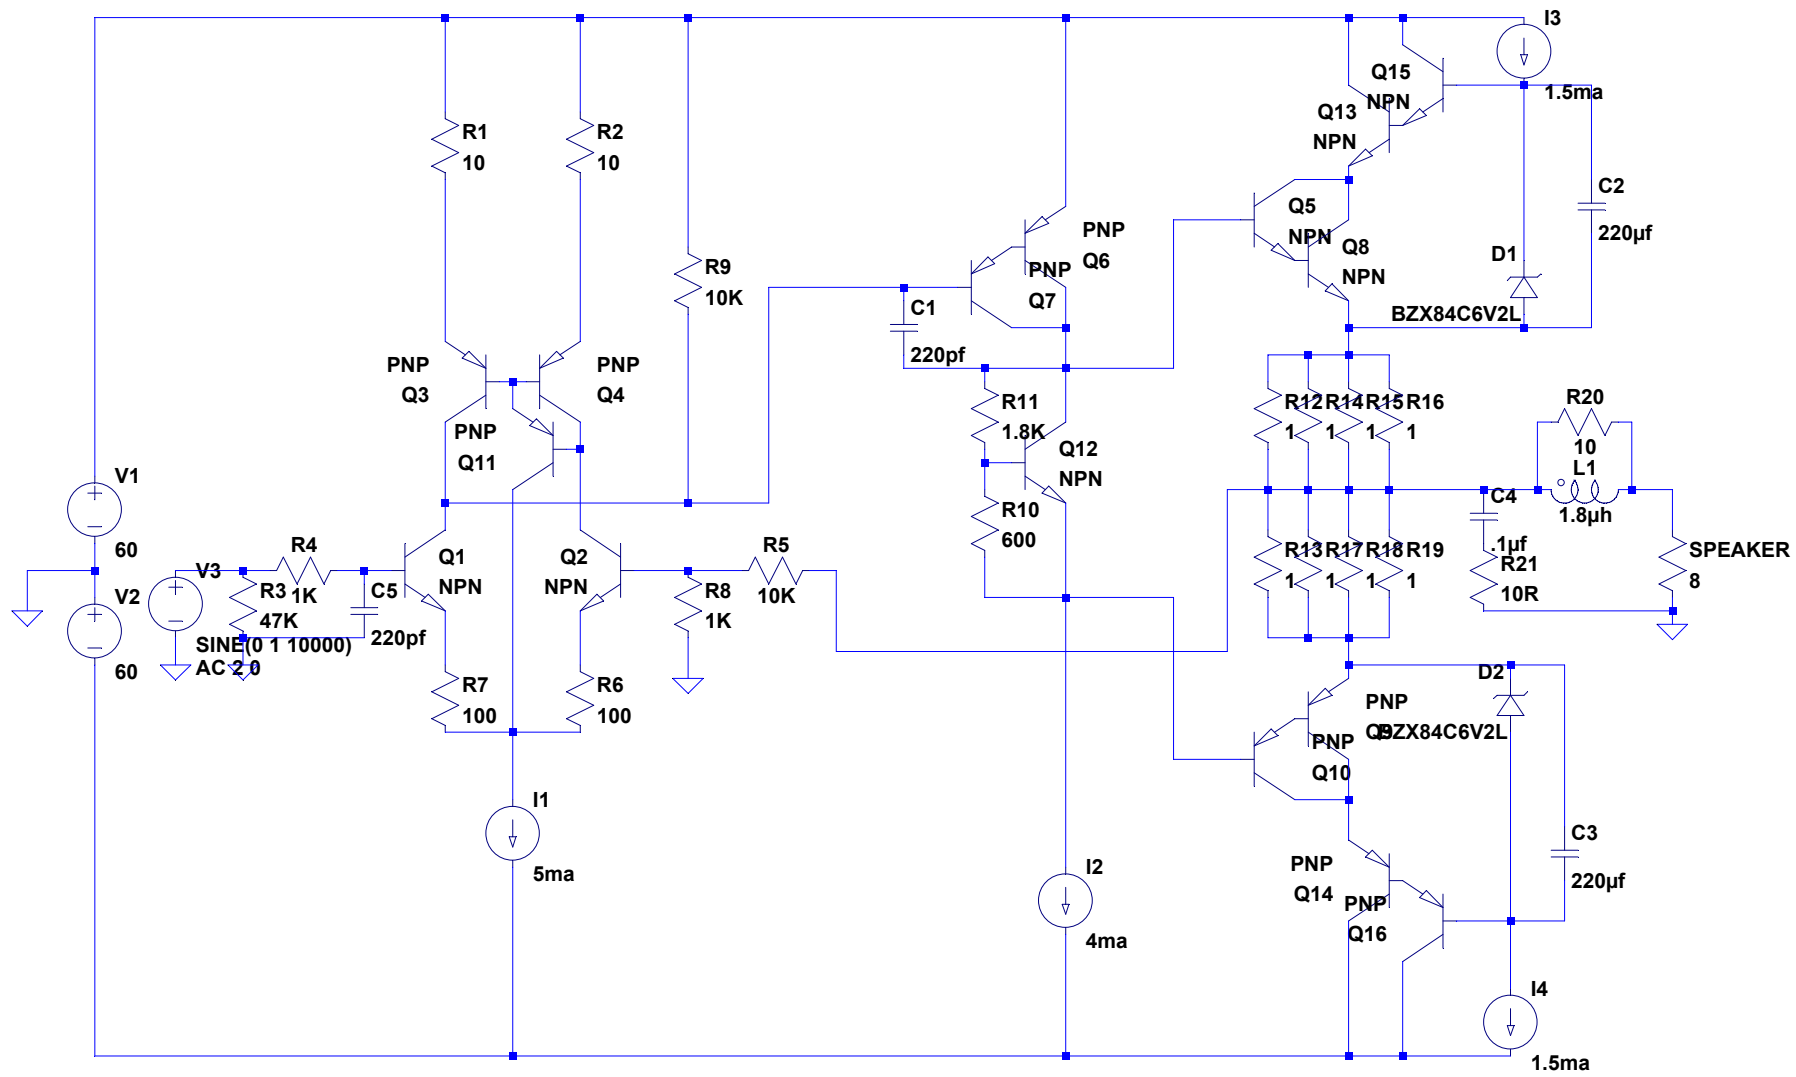 I3
1.5ma
Q15
NPN
Q13
NPN
R1
10
R2
10
C2
220µf
Q5
NPN
Q8
NPN
PNP
Q6
PNP
Q7
R9
10K
D1
BZX84C6V2L
C1
220pf
PNP
Q3
PNP
Q4
PNP
Q11
R11
1.8K
Q12
NPN
R10
600
R12
1
R14
1
R15
1
R16
1
R20
10
L1
1.8µh
V1
60
C4
.1µf
R21
10R
SPEAKER
8
R4
1K
V3
SINE(0 1 10000)
AC 2 0
R3
47K
C5
220pf
Q1
NPN
Q2
NPN
R5
10K
R8
1K
R13
1
R17
1
R18
1
R19
1
V2
60
R7
100
R6
100
D2
BZX84C6V2L
PNP
Q9
PNP
Q10
I1
5ma
I2
4ma
C3
220µf
PNP
Q14
PNP
Q16
I4
1.5ma